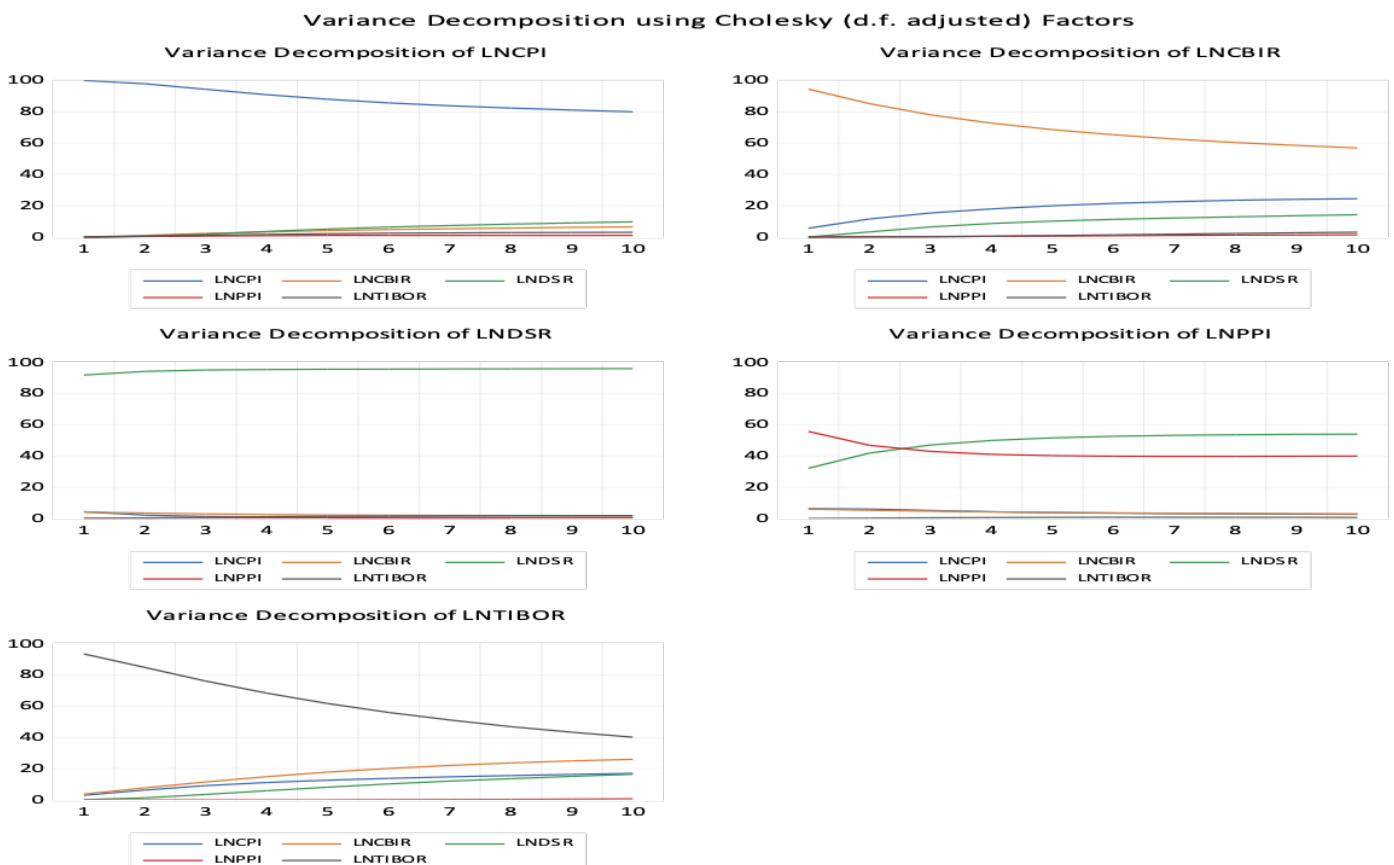 Variance Decomposition using Cholesky (d.f. adjusted) Factors
Variance Decomposition of LNCPI
100
80
60
40
20
0
1 2 3 4 5 6 7 8 9 10
LNCPI LNCBIR LNDSR
LNPPI LNTIBOR
Variance Decomposition of LNCBIR
100
80
60
40
20
0
1 2 3 4 5 6 7 8 9 10
LNCPI LNCBIR LNDSR
LNPPI LNTIBOR
Variance Decomposition of LNDSR
100
80
60
40
20
0
1 2 3 4 5 6 7 8 9 10
LNCPI LNCBIR LNDSR
LNPPI LNTIBOR
Variance Decomposition of LNPPI
100
80
60
40
20
0
1 2 3 4 5 6 7 8 9 10
LNCPI LNCBIR LNDSR
LNPPI LNTIBOR
Variance Decomposition of LNTIBOR
100
80
60
40
20
0
1 2 3 4 5 6 7 8 9 10
LNCPI LNCBIR LNDSR
LNPPI LNTIBOR